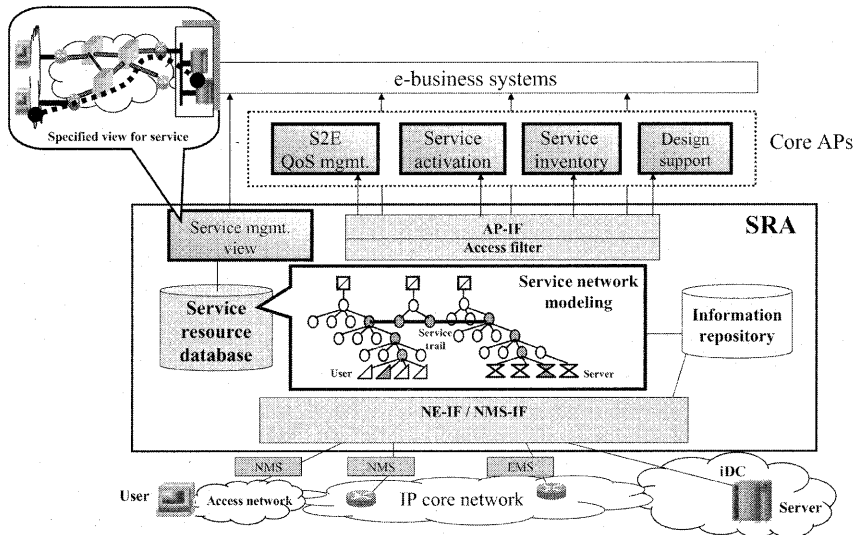 Specified view for service
e-business systems
S2E
QoS mgmt.
Service
activation
Service
inventory
Design
support
Core APs
Service mgmt.
view
AP-IF
Access filter
SRA
Service
resource
database
Service network
modeling
Service
trail
User
Server
Information
repository
NE-IF / NMS-IF
NMS
NMS
EMS
iDC
User
Access network
IP core network
Server